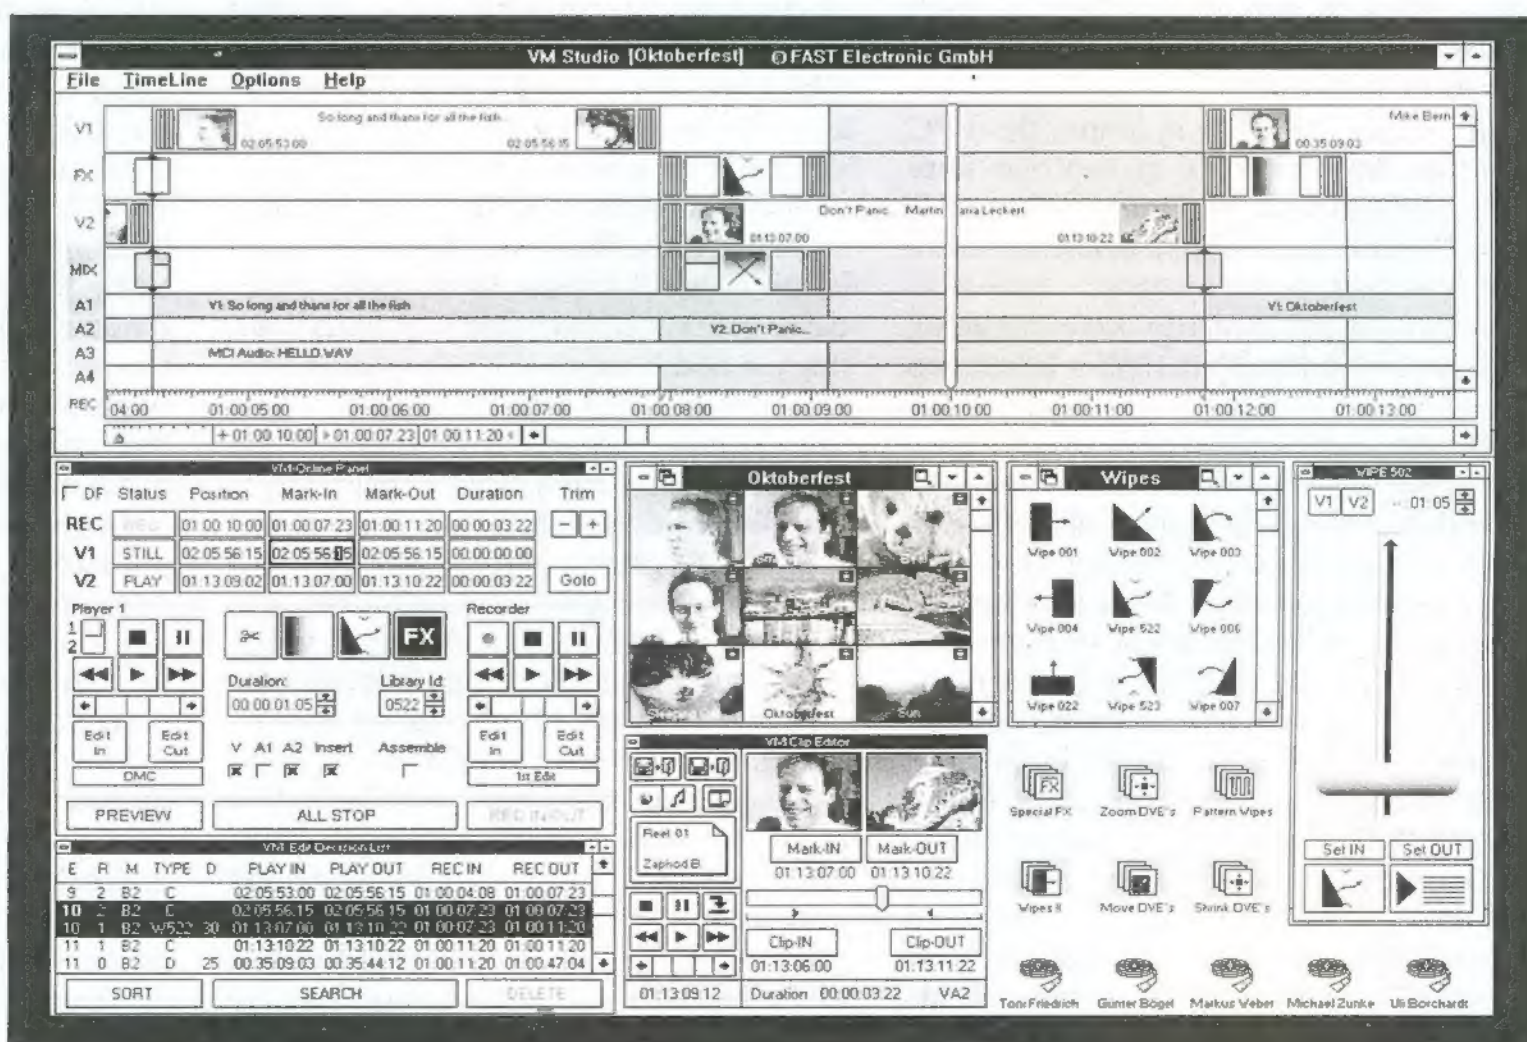 VM Studio [Oktoberfest] © FAST Electronic GmbH
File TimeLine Options Help
V1 So long and thans for all the fish... 02:05:53:00 02:05:56:15 Mike Bern 00:35:09:03
FX
V2 Don't Panic... Martin 01:13:07:00 01:13:10:22
MIX
A1 V1: So long and thans for all the fish V1: Oktoberfest
A2 V2: Don't Panic...
A3 MCI Audio: HELLO.WAV
A4
REC 04:00 01:00:05:00 01:00:06:00 01:00:07:00 01:00:08:00 01:00:09:00 01:00:10:00 01:00:11:00 01:00:12:00 01:00:13:00
+ 01:00:10:00 > 01:00:07:23 01:00:11:20 <
VM-Online Panel
DF Status Position Mark-In Mark-Out Duration Trim
REC REC 01:00:10:00 01:00:07:23 01:00:11:20 00:00:03:22 - +
V1 STILL 02:05:56:15 02:05:56:15 02:05:56:15 00:00:00:00
V2 PLAY 01:13:09:02 01:13:07:00 01:13:10:22 00:00:03:22 Goto
Player 1 Recorder
1
2
FX
Duration: Library Id:
00:00:01:05 0522
Edit In Edit Out Edit In Edit Out
V A1 A2 Insert Assemble
DMC 1st Edit
PREVIEW ALL STOP REC IN/OUT
VM-Edit Decision List
E R M TYPE D PLAY IN PLAY OUT REC IN REC OUT
9 2 B2 C 02:05:53:00 02:05:56:15 01:00:04:08 01:00:07:23
10 2 B2 C 02:05:56:15 02:05:56:15 01:00:07:23 01:00:07:23
10 1 B2 W522 30 01:13:07:00 01:13:10:22 01:00:07:23 01:00:11:20
11 1 B2 C 01:13:10:22 01:13:10:22 01:00:11:20 01:00:11:20
11 0 B2 D 25 00:35:09:03 00:35:44:12 01:00:11:20 01:00:47:04
SORT SEARCH DELETE
Oktoberfest
Oktoberfest Sun
VM-Clip Editor
Reel 01
Zaphod B.
Mark-IN Mark-OUT
01:13:07:00 01:13:10:22
Clip-IN Clip-OUT
01:13:06:00 01:13:11:22
01:13:09:12 Duration 00:00:03:22 VA2
Wipes
Wipe 001 Wipe 002 Wipe 003
Wipe 004 Wipe 522 Wipe 006
Wipe 022 Wipe 523 Wipe 007
WIPE 502
V1 V2 01:05
Set IN Set OUT
FX
Special FX Zoom DVE's Pattern Wipes
Wipes II Move DVE's Shrink DVE's
Toni Friedrich Günter Bögel Markus Weber Michael Zunke Uli Borchardt